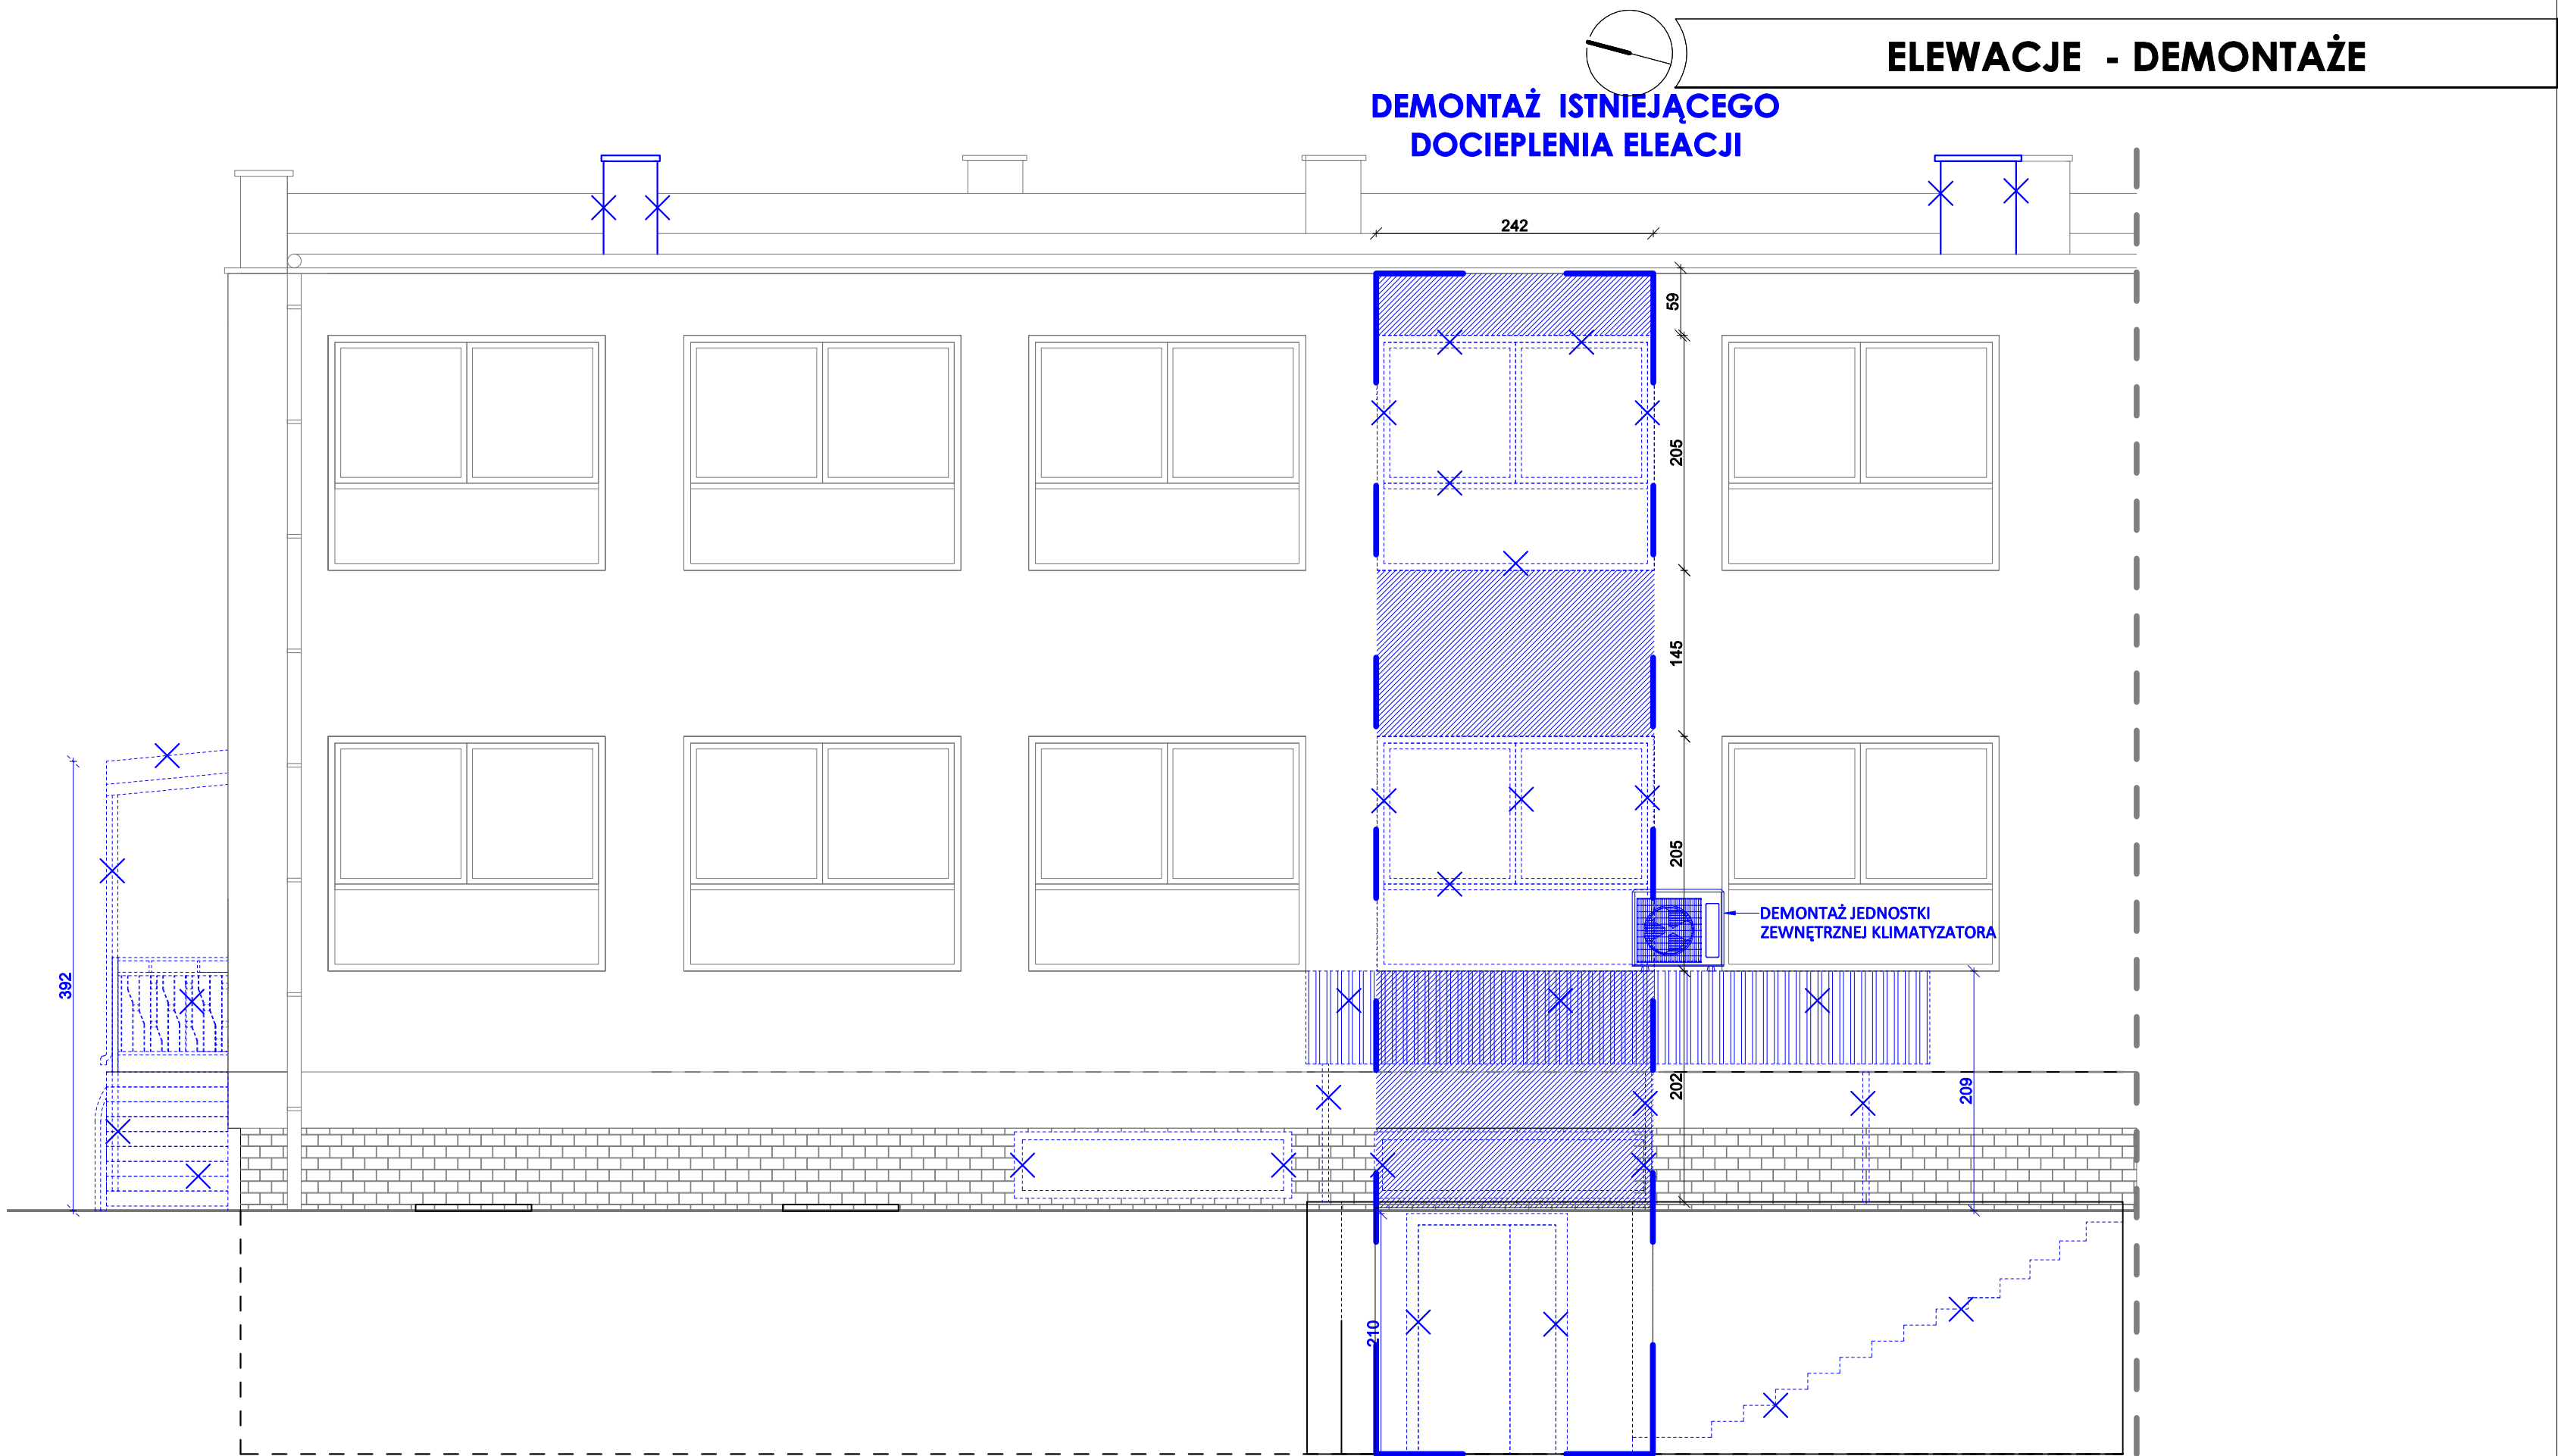 ELEWACJE - DEMONTAŻE
DEMONTAŻ ISTNIEJĄCEGO
DOCIEPLENIA ELEACJI
242
59
205
145
205
DEMONTAŻ JEDNOSTKI
ZEWNĘTRZNEJ KLIMATYZATORA
392
202
209
210